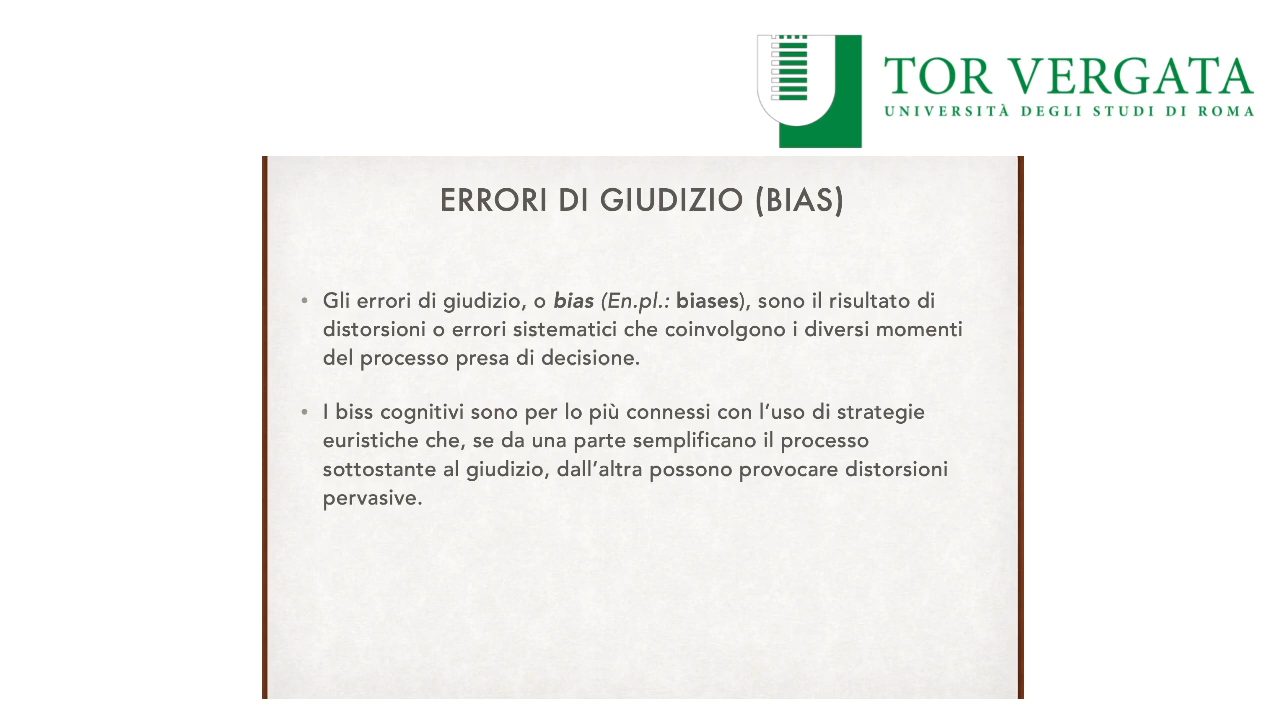 TOR VERGATA
UNIVERSITÀ DEGLI STUDI DI ROMA
ERRORI DI GIUDIZIO (BIAS)
• Gli errori di giudizio, o bias (En.pl.: biases), sono il risultato di
distorsioni o errori sistematici che coinvolgono i diversi momenti
del processo presa di decisione.
• I biss cognitivi sono per lo più connessi con l’uso di strategie
euristiche che, se da una parte semplificano il processo
sottostante al giudizio, dall’altra possono provocare distorsioni
pervasive.